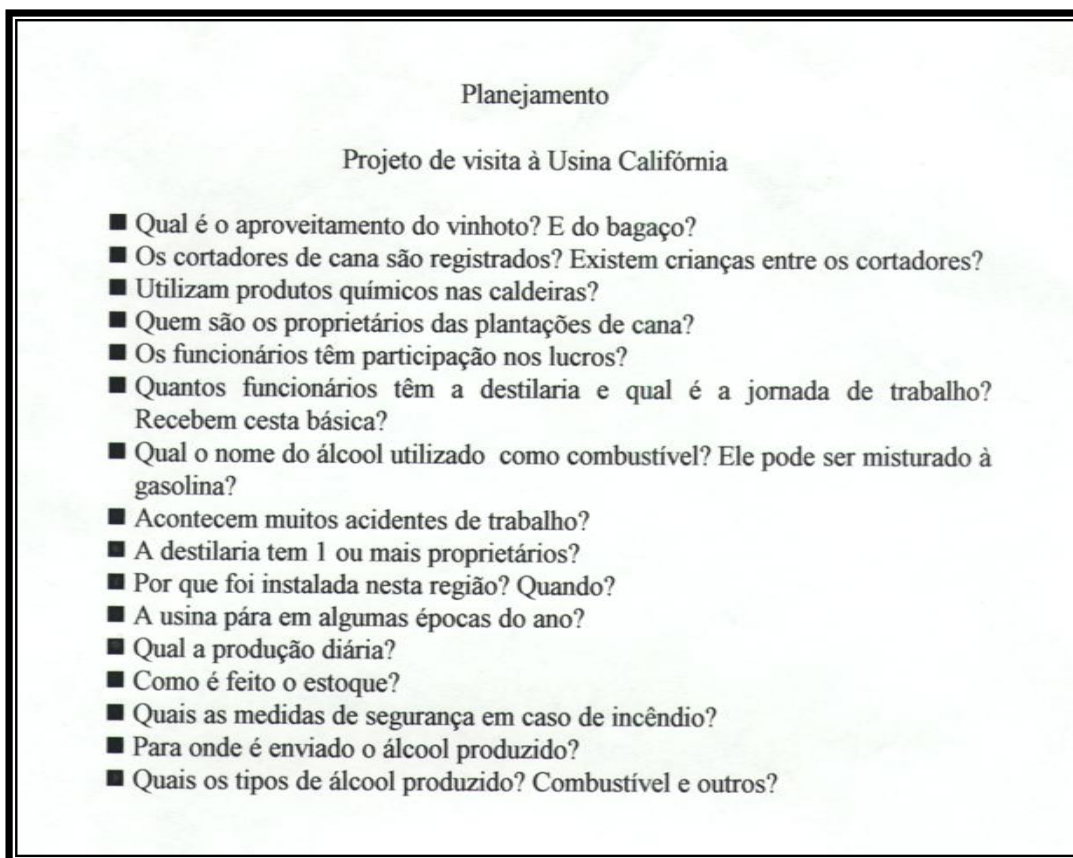 Planejamento
Projeto de visita à Usina Califórnia
■ Qual é o aproveitamento do vinhoto? E do bagaço?
■ Os cortadores de cana são registrados? Existem crianças entre os cortadores?
■ Utilizam produtos químicos nas caldeiras?
■ Quem são os proprietários das plantações de cana?
■ Os funcionários têm participação nos lucros?
■ Quantos funcionários têm a destilaria e qual é a jornada de trabalho?
Recebem cesta básica?
■ Qual o nome do álcool utilizado como combustível? Ele pode ser misturado à
gasolina?
■ Acontecem muitos acidentes de trabalho?
■ A destilaria tem 1 ou mais proprietários?
■ Por que foi instalada nesta região? Quando?
■ A usina pára em algumas épocas do ano?
■ Qual a produção diária?
■ Como é feito o estoque?
■ Quais as medidas de segurança em caso de incêndio?
■ Para onde é enviado o álcool produzido?
■ Quais os tipos de álcool produzido? Combustível e outros?